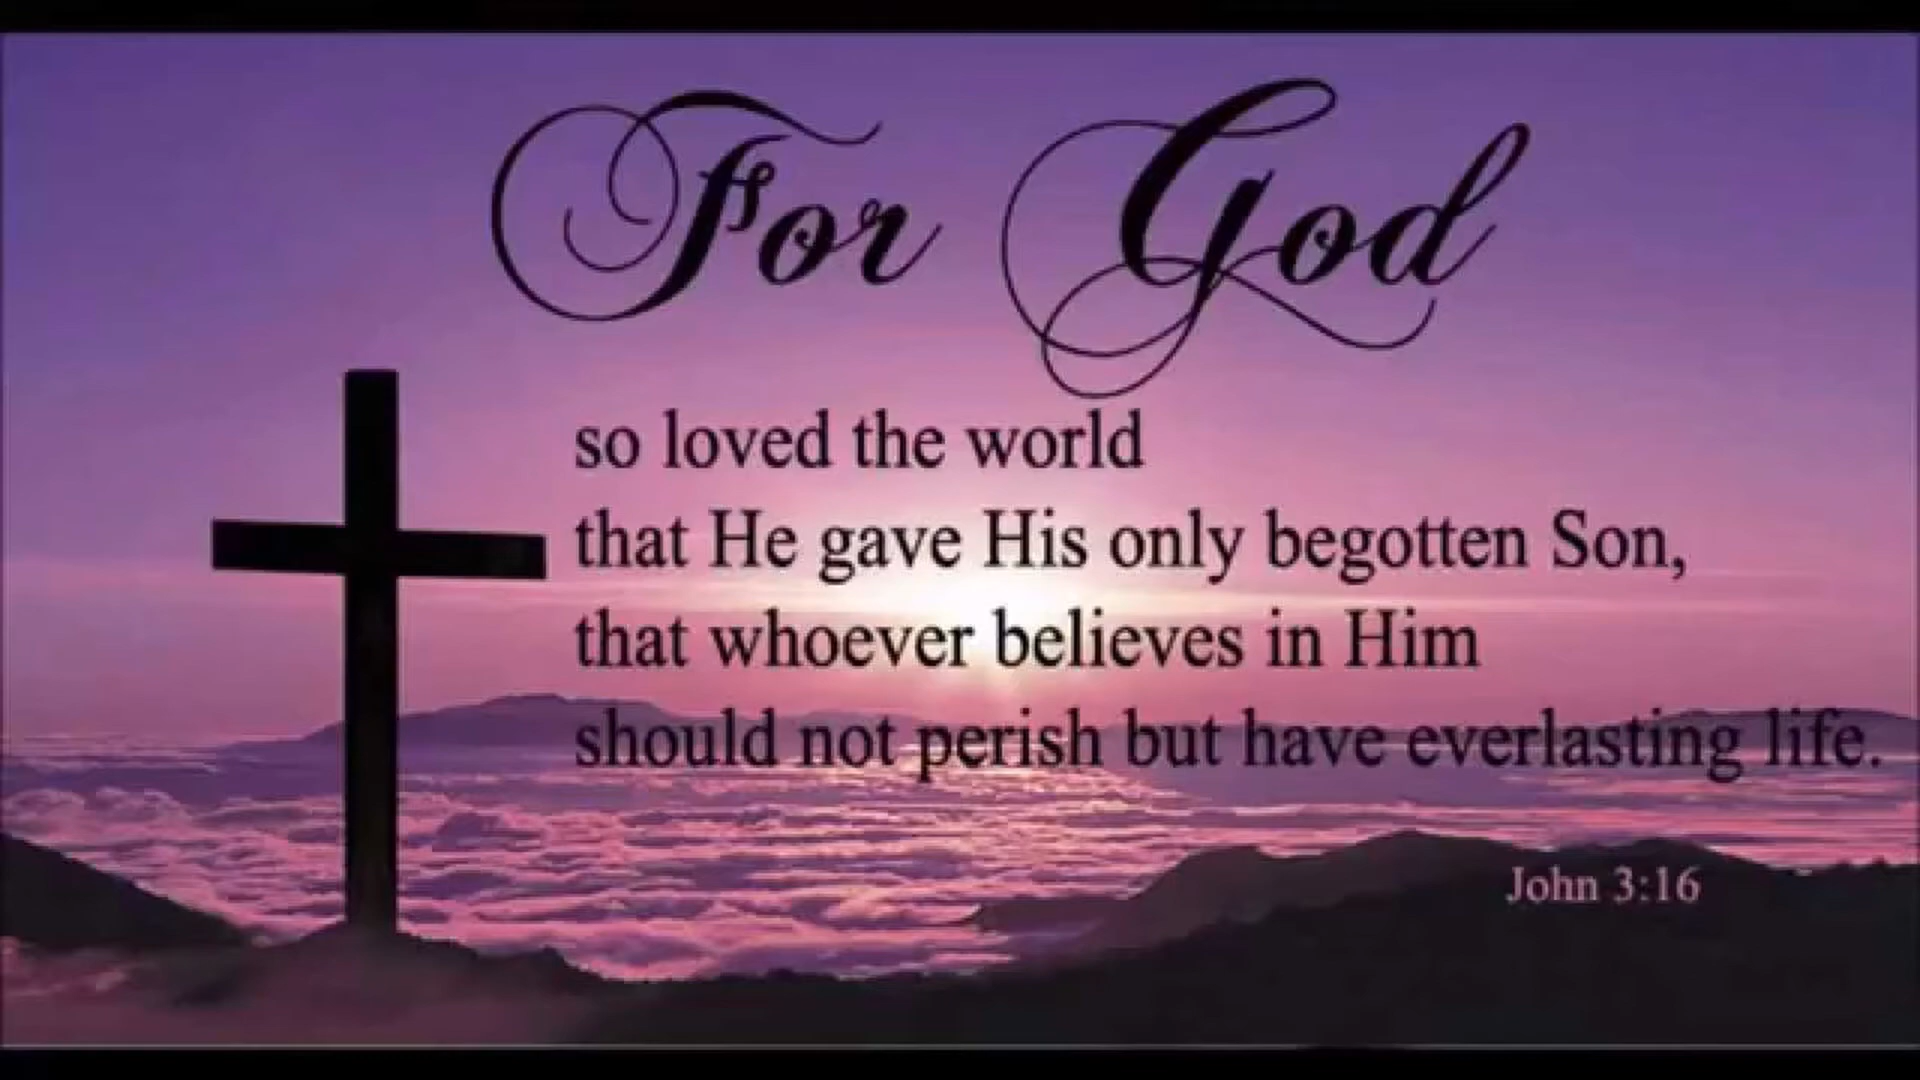 For God
so loved the world
that He gave His only begotten Son,
that whoever believes in Him
should not perish but have everlasting life.
John 3:16